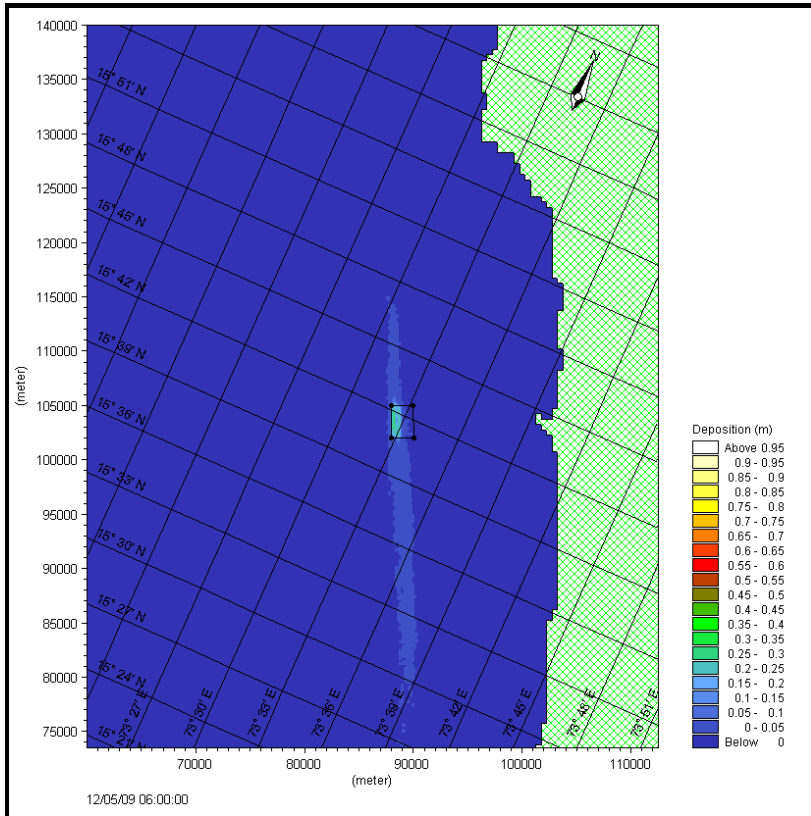 140000
135000
130000
125000
120000
115000
110000
105000
100000
95000
90000
85000
80000
75000
(meter)
15° 51' N
15° 48' N
15° 45' N
15° 42' N
15° 39' N
15° 36' N
15° 33' N
15° 30' N
15° 27' N
15° 24' N
15° 21' N
73° 27' E
73° 30' E
73° 33' E
73° 36' E
73° 39' E
73° 42' E
73° 45' E
73° 48' E
73° 51' E
N
70000 80000 90000 100000 110000
(meter)
12/05/09 06:00:00
Deposition (m)
Above 0.95
0.9 - 0.95
0.85 - 0.9
0.8 - 0.85
0.75 - 0.8
0.7 - 0.75
0.65 - 0.7
0.6 - 0.65
0.55 - 0.6
0.5 - 0.55
0.45 - 0.5
0.4 - 0.45
0.35 - 0.4
0.3 - 0.35
0.25 - 0.3
0.2 - 0.25
0.15 - 0.2
0.1 - 0.15
0.05 - 0.1
0 - 0.05
Below 0